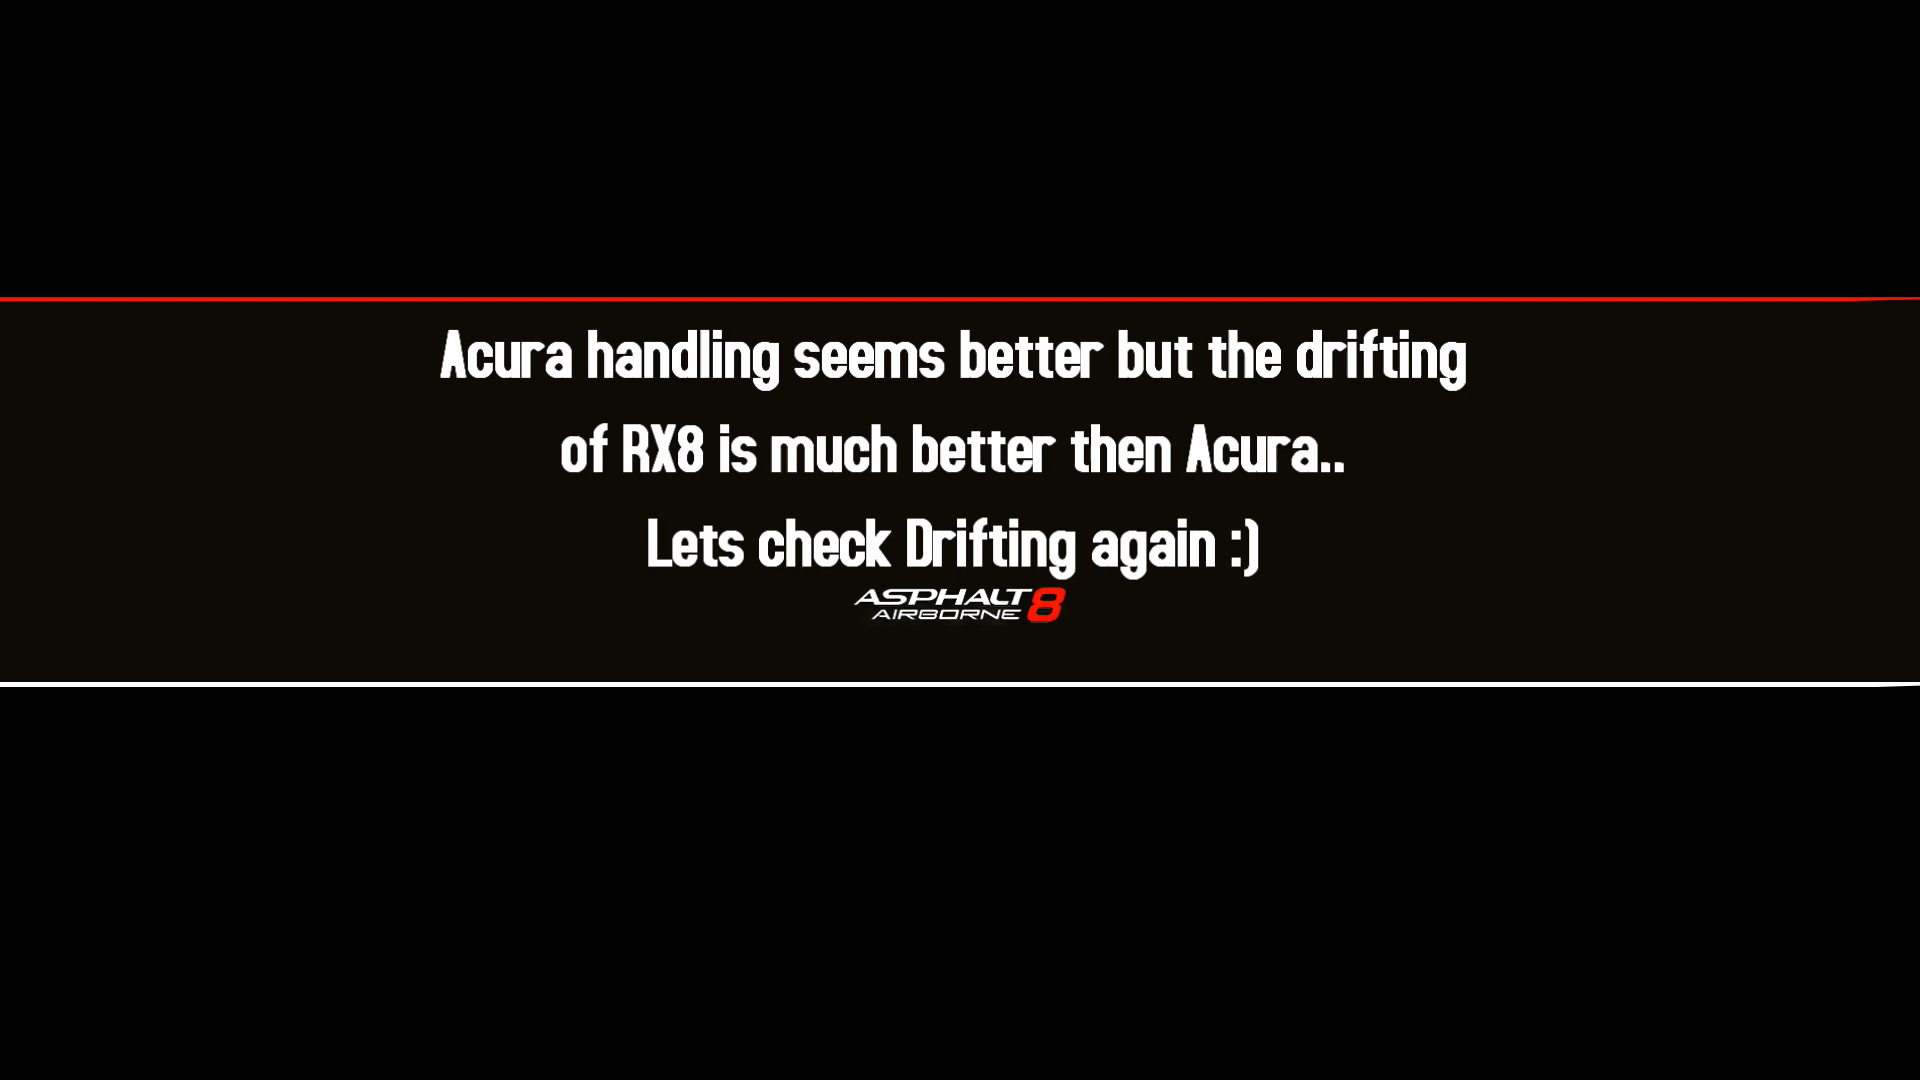 Acura handling seems better but the drifting
of RX8 is much better then Acura..
Lets check Drifting again :)
ASPHALT 8
AIRBORNE